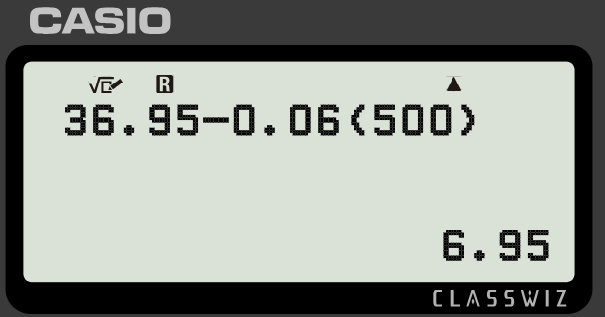 CASIO
√□ R ▲
36.95−0.06(500)
6.95
CLASSWIZ